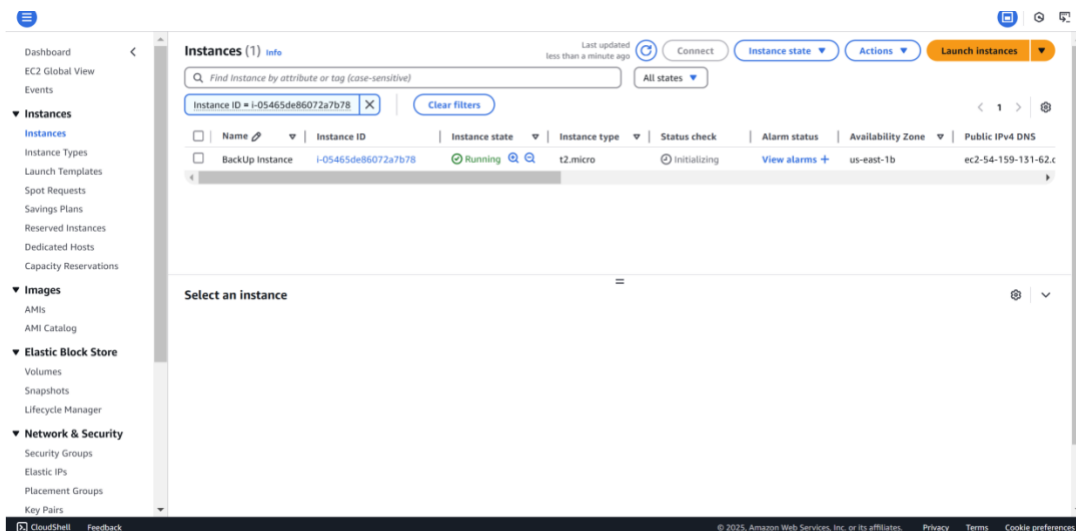 Dashboard
EC2 Global View
Events
Instances
Instances
Instance Types
Launch Templates
Spot Requests
Savings Plans
Reserved Instances
Dedicated Hosts
Capacity Reservations
Images
AMIs
AMI Catalog
Elastic Block Store
Volumes
Snapshots
Lifecycle Manager
Network & Security
Security Groups
Elastic IPs
Placement Groups
Key Pairs
Instances (1) Info
Last updated
less than a minute ago
Connect
Instance state
Actions
Launch instances
Find Instance by attribute or tag (case-sensitive)
All states
Instance ID = i-05465de86072a7b78
Clear filters
1
Name Instance ID Instance state Instance type Status check Alarm status Availability Zone Public IPv4 DNS
BackUp Instance i-05465de86072a7b78 Running t2.micro Initializing View alarms + us-east-1b ec2-54-159-131-62.c
Select an instance
CloudShell Feedback © 2025, Amazon Web Services, Inc. or its affiliates. Privacy Terms Cookie preferences